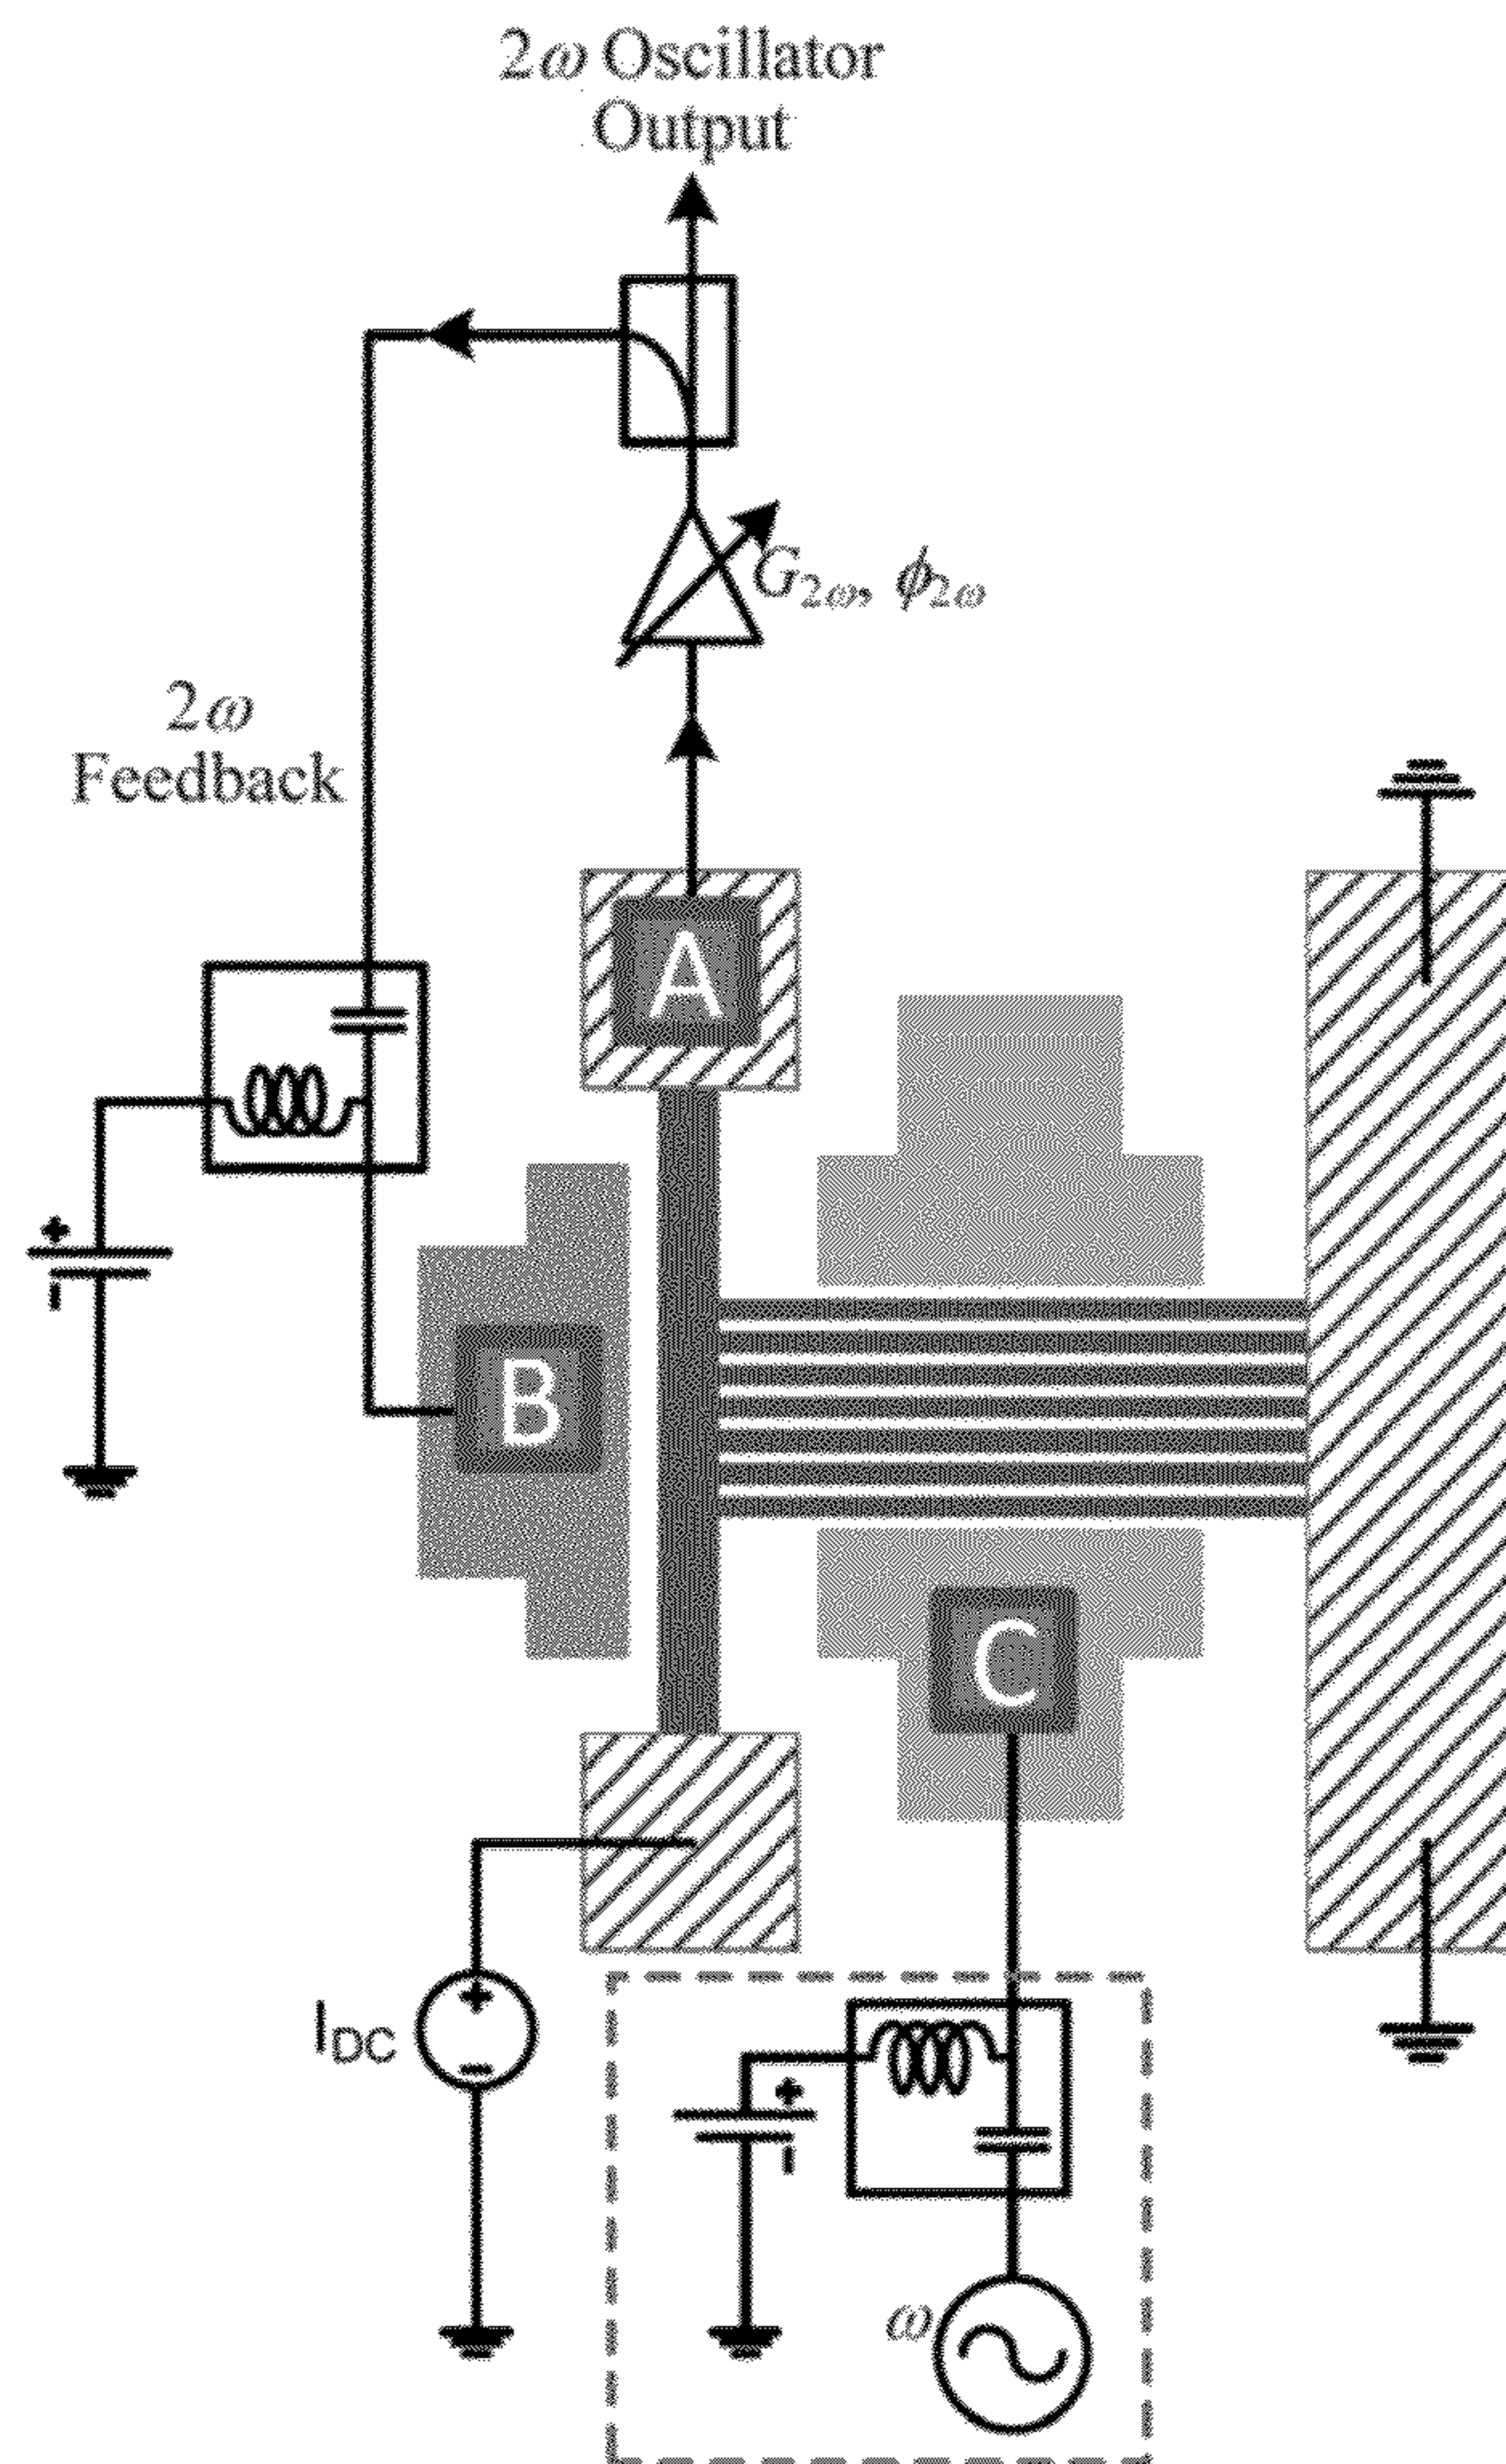 2ω Oscillator
Output
G2ω, ϕ2ω
2ω
Feedback
A
+
B
C
IDC
+
+
ω